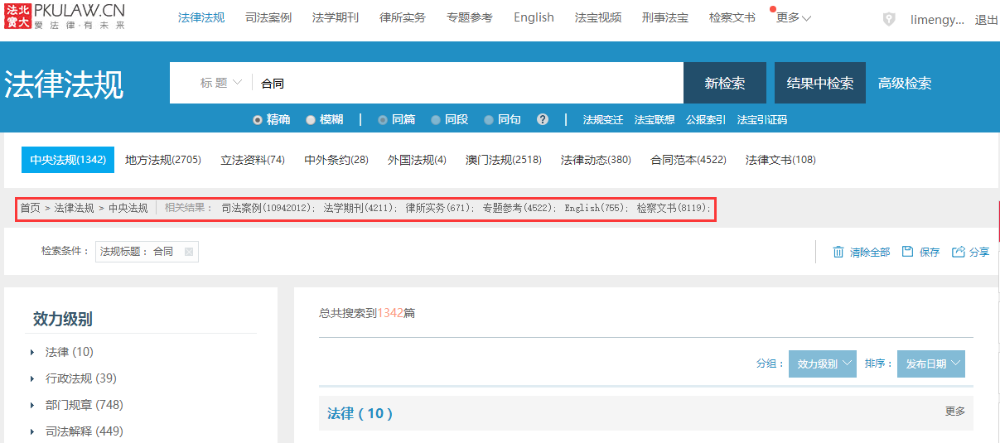 法北寶大 PKULAW.CN 法律法规 司法案例 法学期刊 律所实务 专题参考 English 法宝视频 刑事法宝 检察文书 更多 limengy... 退出
爱法律·有未来
法律法规 标题 合同 新检索 结果中检索 高级检索
精确 模糊 同篇 同段 同句 ? 法规变迁 法宝联想 公报索引 法宝引证码
中央法规(1342) 地方法规(2705) 立法资料(74) 中外条约(28) 外国法规(4) 澳门法规(2518) 法律动态(380) 合同范本(4522) 法律文书(108)
首页 > 法律法规 > 中央法规 相关结果： 司法案例(10942012)； 法学期刊(4211)； 律所实务(671)； 专题参考(4522)； English(755)； 检察文书(8119)；
检索条件： 法规标题： 合同 清除全部 保存 分享
效力级别
法律 (10)
行政法规 (39)
部门规章 (748)
司法解释 (449)
总共搜索到1342篇
分组： 效力级别 排序： 发布日期
法律（10） 更多